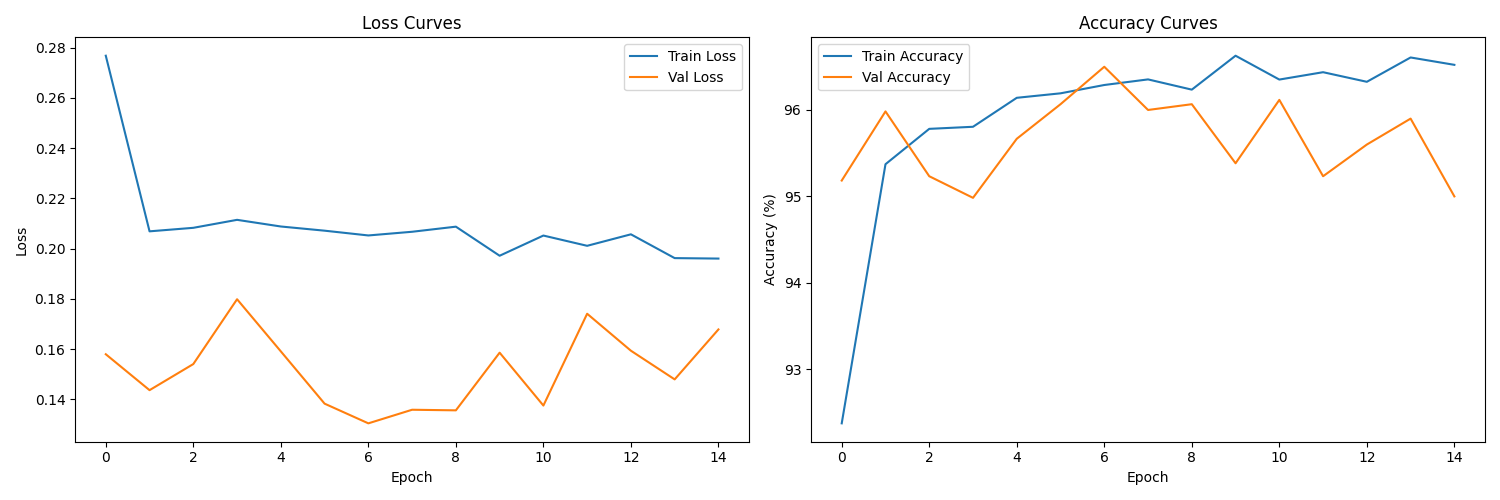 Loss Curves
0.28
0.26
0.24
0.22
0.20
0.18
0.16
0.14
Loss
Train Loss
Val Loss
0 2 4 6 8 10 12 14
Epoch
Accuracy Curves
96
95
94
93
Accuracy (%)
Train Accuracy
Val Accuracy
0 2 4 6 8 10 12 14
Epoch